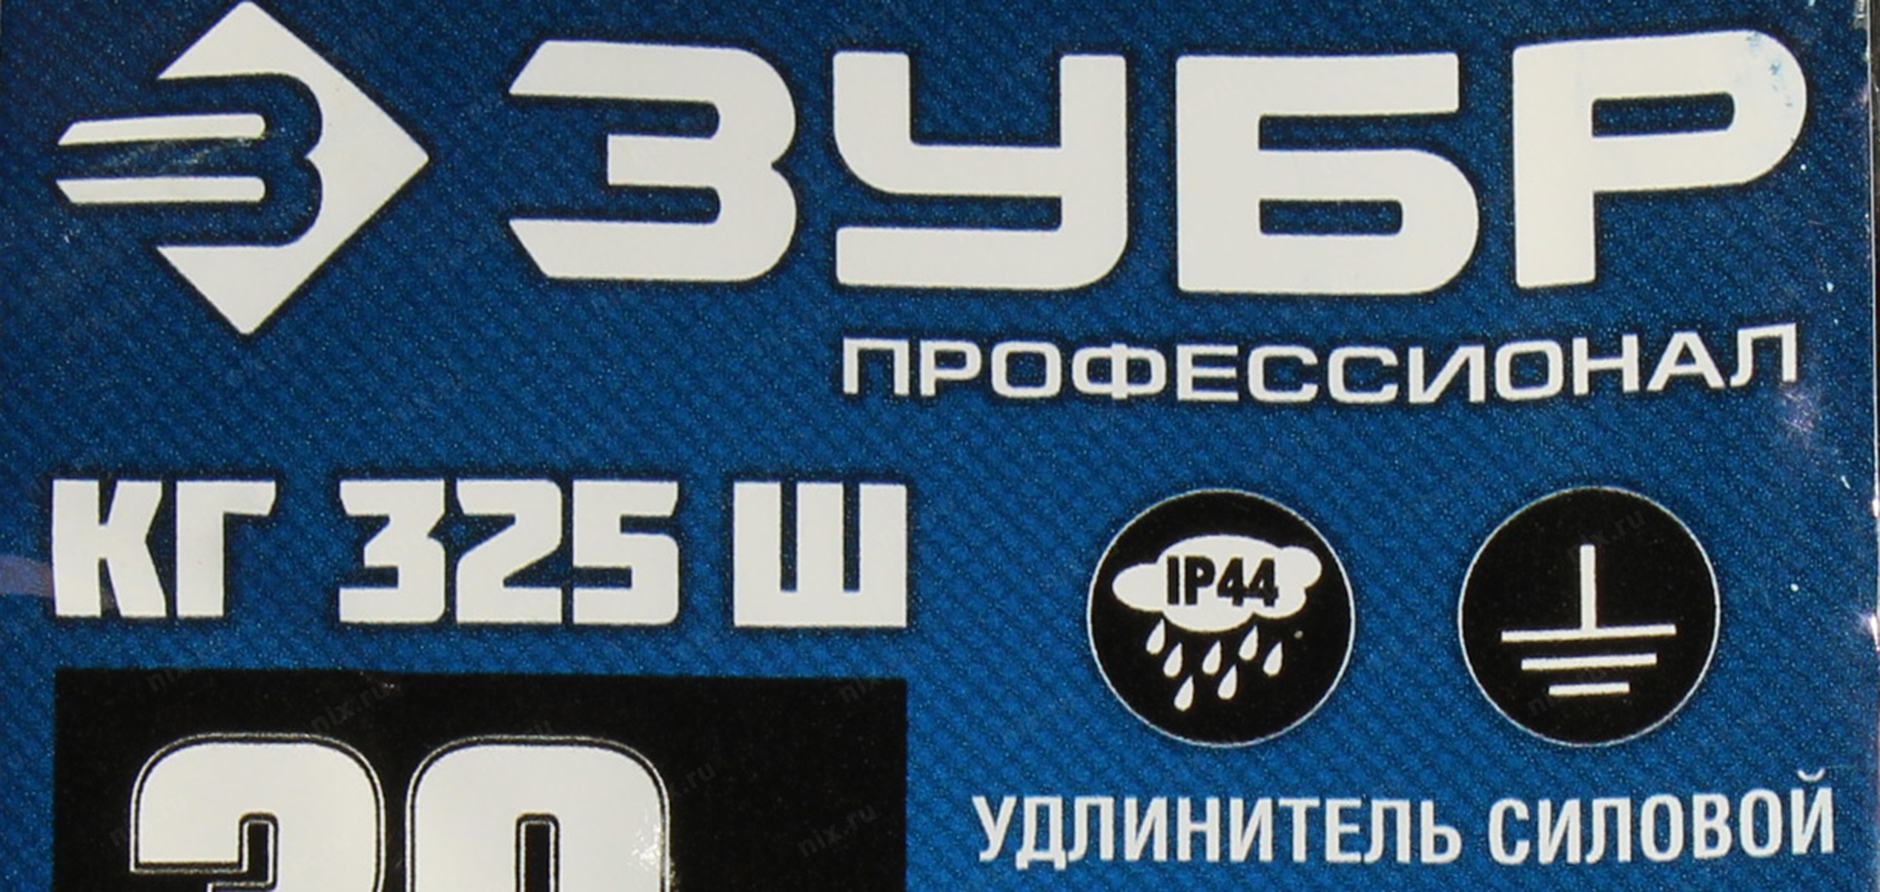 ЗУБР
ПРОФЕССИОНАЛ
КГ 325 Ш
IP44
УДЛИНИТЕЛЬ СИЛОВОЙ